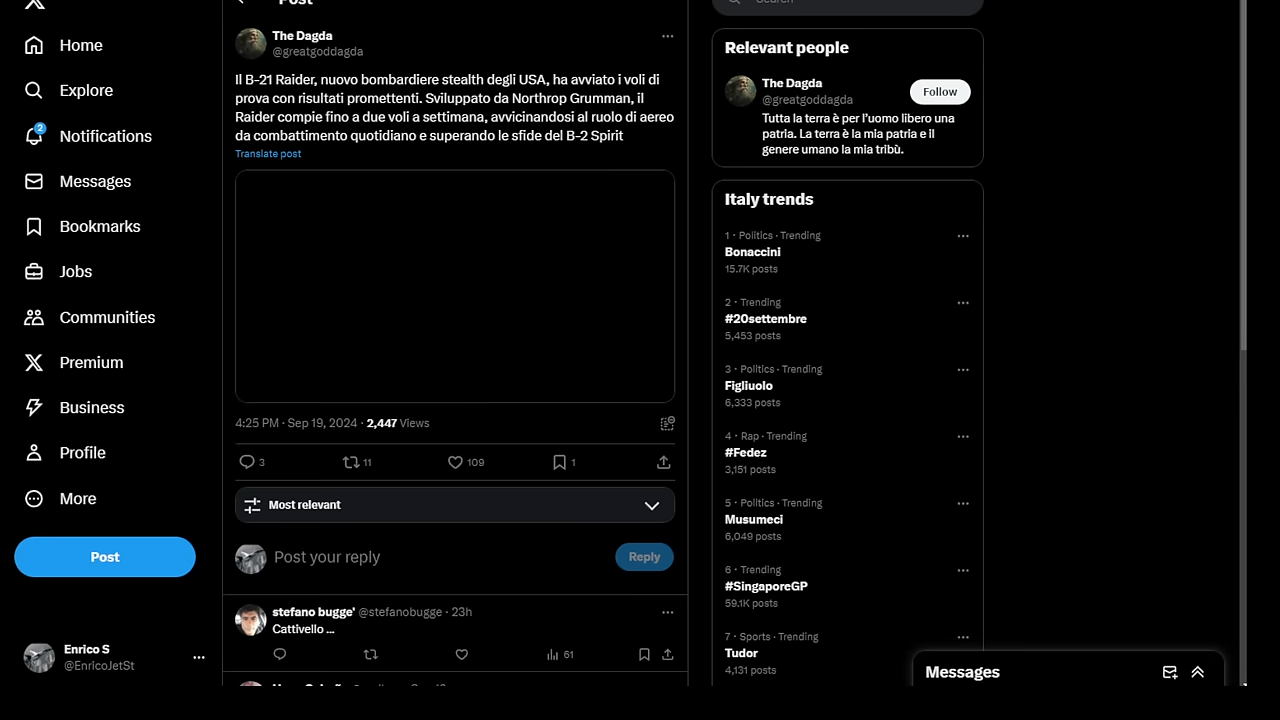 Home
Explore
2
Notifications
Messages
Bookmarks
Jobs
Communities
Premium
Business
Profile
More
Post
Enrico S
@EnricoJetSt
Post
The Dagda
@greatgoddagda
Il B-21 Raider, nuovo bombardiere stealth degli USA, ha avviato i voli di
prova con risultati promettenti. Sviluppato da Northrop Grumman, il
Raider compie fino a due voli a settimana, avvicinandosi al ruolo di aereo
da combattimento quotidiano e superando le sfide del B-2 Spirit
Translate post
4:25 PM · Sep 19, 2024 · 2,447 Views
3 11 109 1
Most relevant
Post your reply
Reply
stefano bugge' @stefanobugge · 23h
Cattivello ...
61
Search
Relevant people
The Dagda
@greatgoddagda
Follow
Tutta la terra è per l'uomo libero una
patria. La terra è la mia patria e il
genere umano la mia tribù.
Italy trends
1 · Politics · Trending
Bonaccini
15.7K posts
2 · Trending
#20settembre
5,453 posts
3 · Politics · Trending
Figliuolo
6,333 posts
4 · Rap · Trending
#Fedez
3,151 posts
5 · Politics · Trending
Musumeci
6,049 posts
6 · Trending
#SingaporeGP
59.1K posts
7 · Sports · Trending
Tudor
4,131 posts
Messages